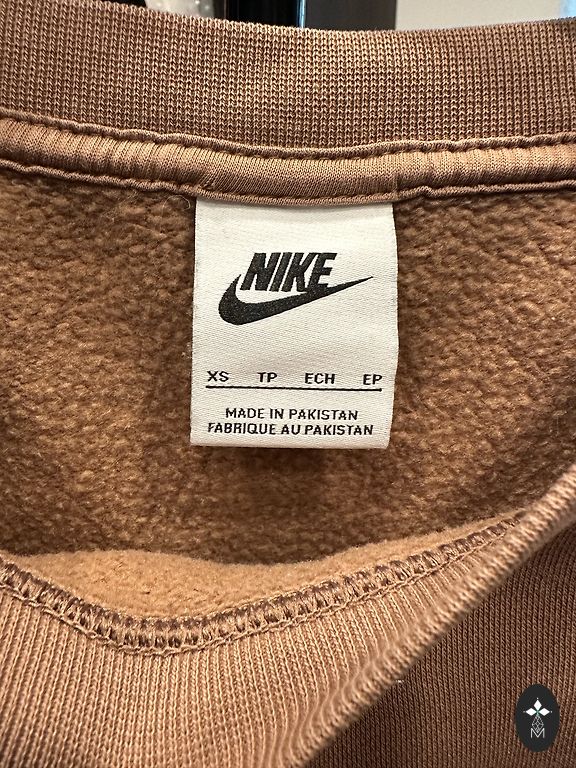 NIKE
XS TP ECH EP
MADE IN PAKISTAN
FABRIQUE AU PAKISTAN